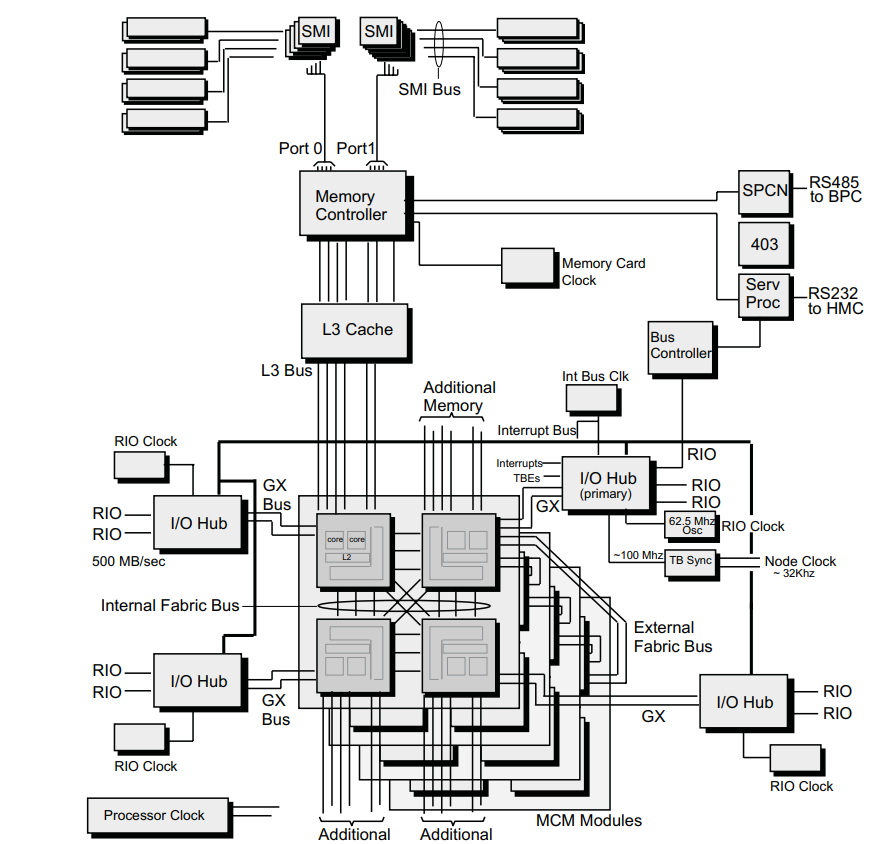 SMI
SMI
SMI Bus
Port 0
Port1
Memory
Controller
SPCN
RS485
to BPC
403
Memory Card
Clock
Serv
Proc
RS232
to HMC
L3 Cache
Bus
Controller
L3 Bus
Int Bus Clk
Additional
Memory
Interrupt Bus
RIO Clock
Interrupts
TBEs
I/O Hub
(primary)
RIO
RIO
RIO
GX
Bus
GX
RIO
RIO
I/O Hub
62.5 Mhz
Osc
RIO Clock
500 MB/sec
core
core
L2
~100 Mhz
TB Sync
Node Clock
~ 32Khz
Internal Fabric Bus
External
Fabric Bus
RIO
RIO
I/O Hub
GX
Bus
GX
I/O Hub
RIO
RIO
RIO Clock
RIO Clock
Processor Clock
MCM Modules
Additional
Additional